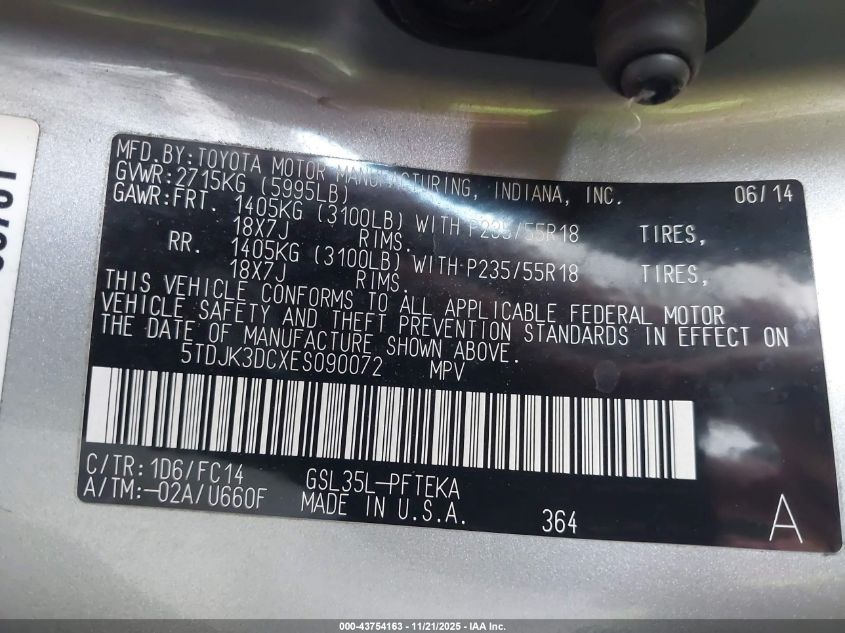 MFD. BY: TOYOTA MOTOR MANUFACTURING, INDIANA, INC. 06/14
GVWR: 2715KG (5995LB)
GAWR: FRT. 1405KG (3100LB) WITH P235/55R18 TIRES,
18X7J RIMS.
RR. 1405KG (3100LB) WITH P235/55R18 TIRES,
18X7J RIMS.
THIS VEHICLE CONFORMS TO ALL APPLICABLE FEDERAL MOTOR
VEHICLE SAFETY AND THEFT PREVENTION STANDARDS IN EFFECT ON
THE DATE OF MANUFACTURE SHOWN ABOVE.
5TDJK3DCXES090072 MPV
C/TR: 1D6/FC14 GSL35L-PFTEKA
A/TM: -02A/U660F MADE IN U.S.A. 364 A
000-43754163 - 11/21/2025 - IAA Inc.